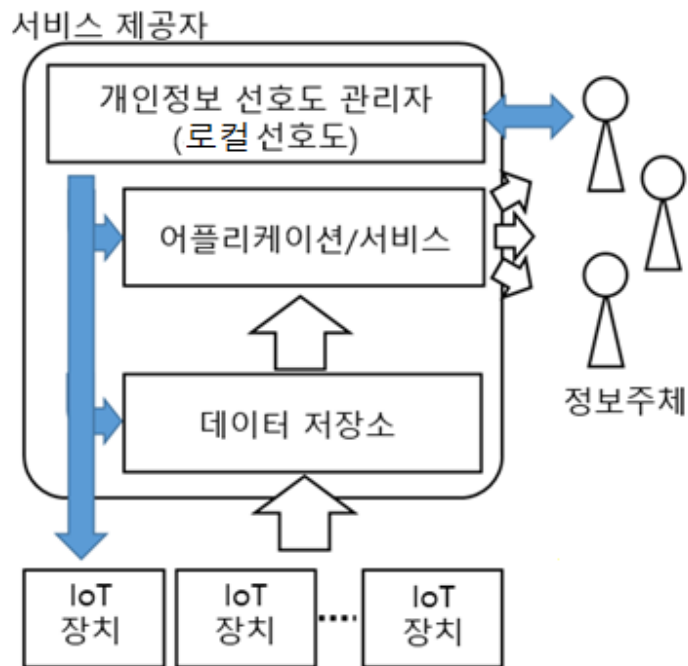 서비스 제공자
개인정보 선호도 관리자
(로컬 선호도)
어플리케이션/서비스
데이터 저장소
정보주체
IoT
장치
IoT
장치
IoT
장치